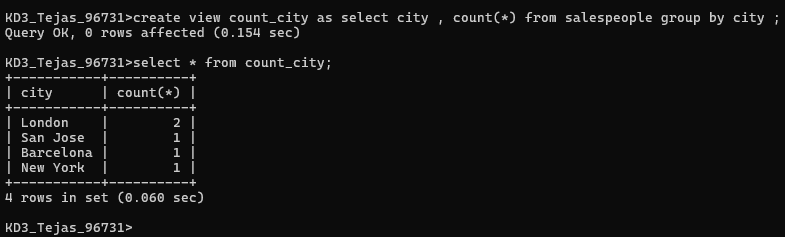 KD3_Tejas_96731>create view count_city as select city , count(*) from salespeople group by city ;
Query OK, 0 rows affected (0.154 sec)
KD3_Tejas_96731>select * from count_city;
+-----------+----------+
| city      | count(*) |
+-----------+----------+
| London    |        2 |
| San Jose  |        1 |
| Barcelona |        1 |
| New York  |        1 |
+-----------+----------+
4 rows in set (0.060 sec)
KD3_Tejas_96731>